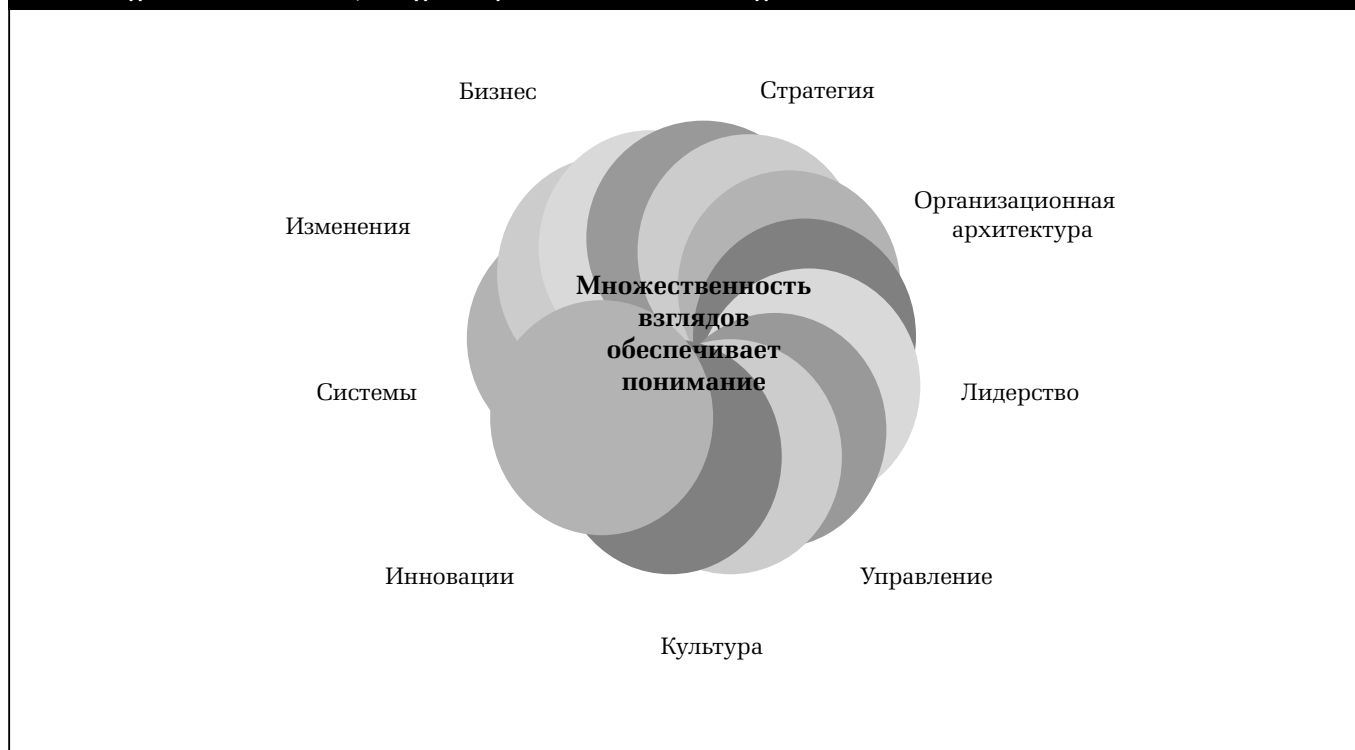 Бизнес
Стратегия
Изменения
Организационная
архитектура
Множественность
взглядов
обеспечивает
понимание
Системы
Лидерство
Инновации
Управление
Культура